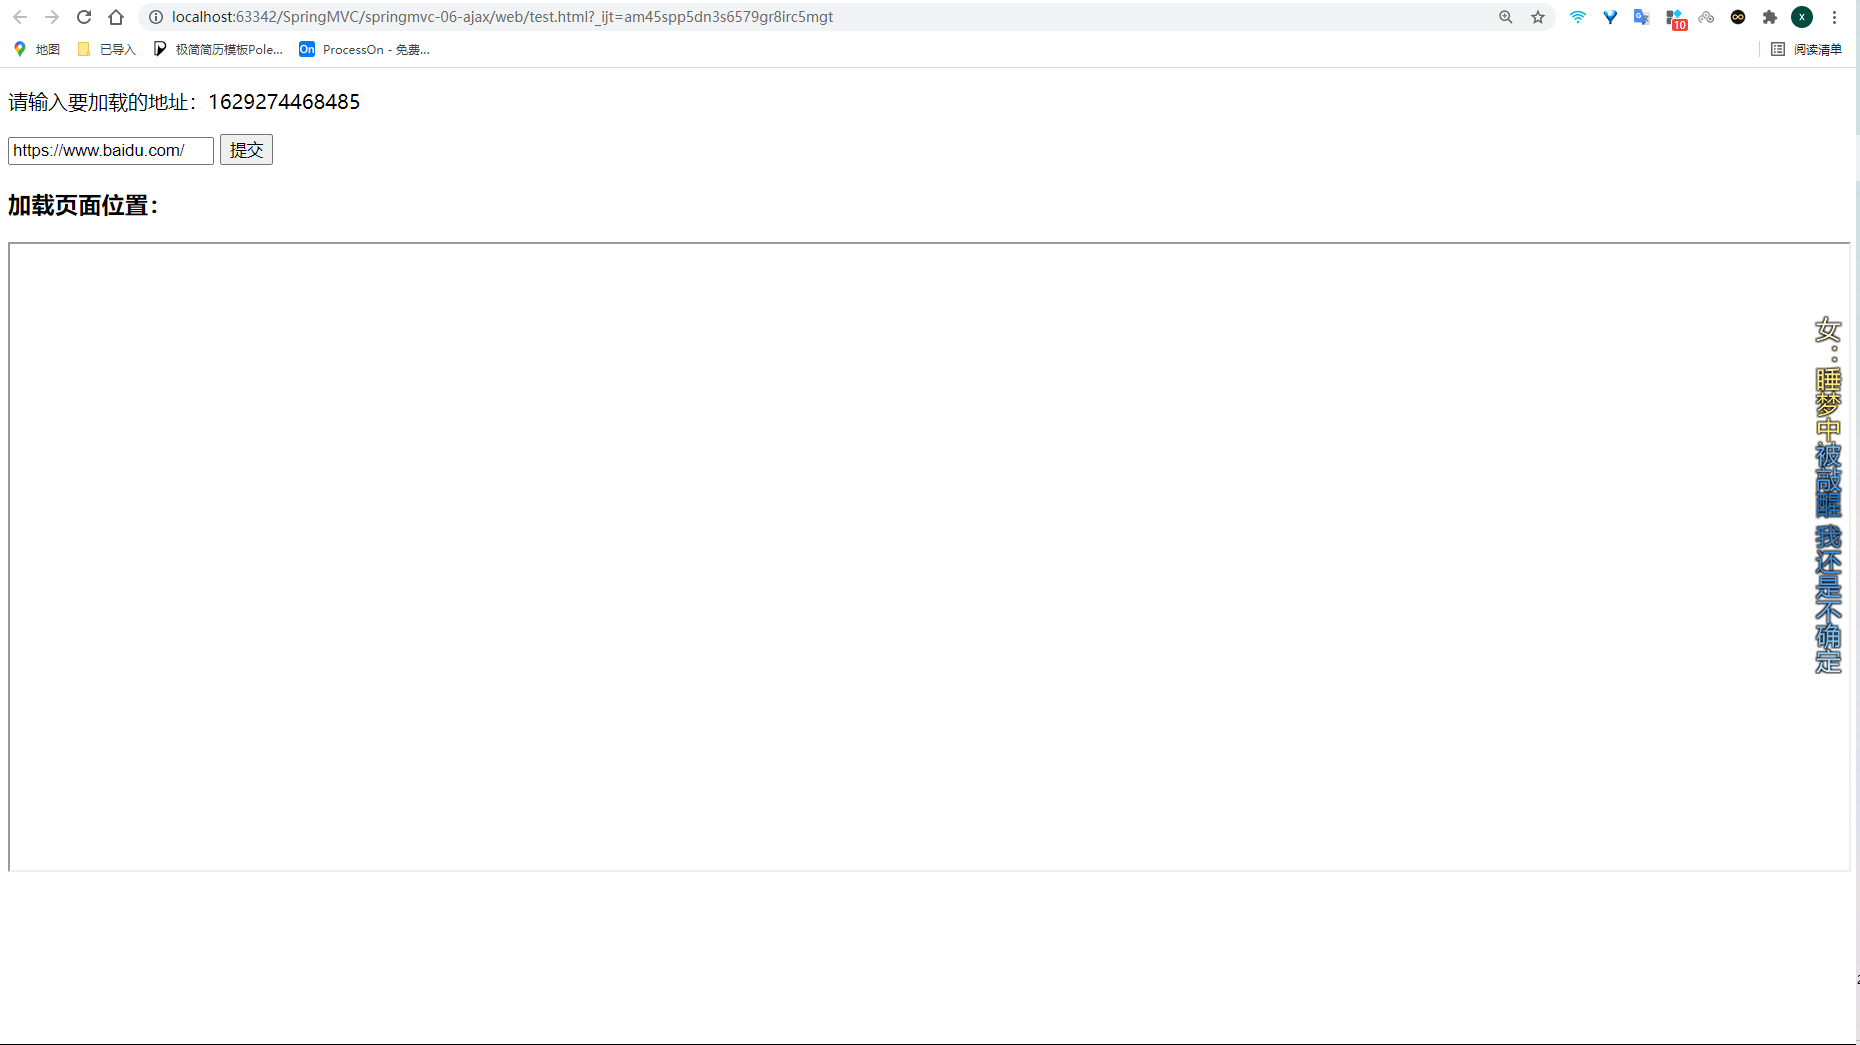 localhost:63342/SpringMVC/springmvc-06-ajax/web/test.html?_ijt=am45spp5dn3s6579gr8irc5mgt
10
X
地图
已导入
极简简历模板Pole...
On
ProcessOn - 免费...
阅读清单
请输入要加载的地址：1629274468485
https://www.baidu.com/
提交
加载页面位置：
女：睡梦中被敲醒 我还是不确定